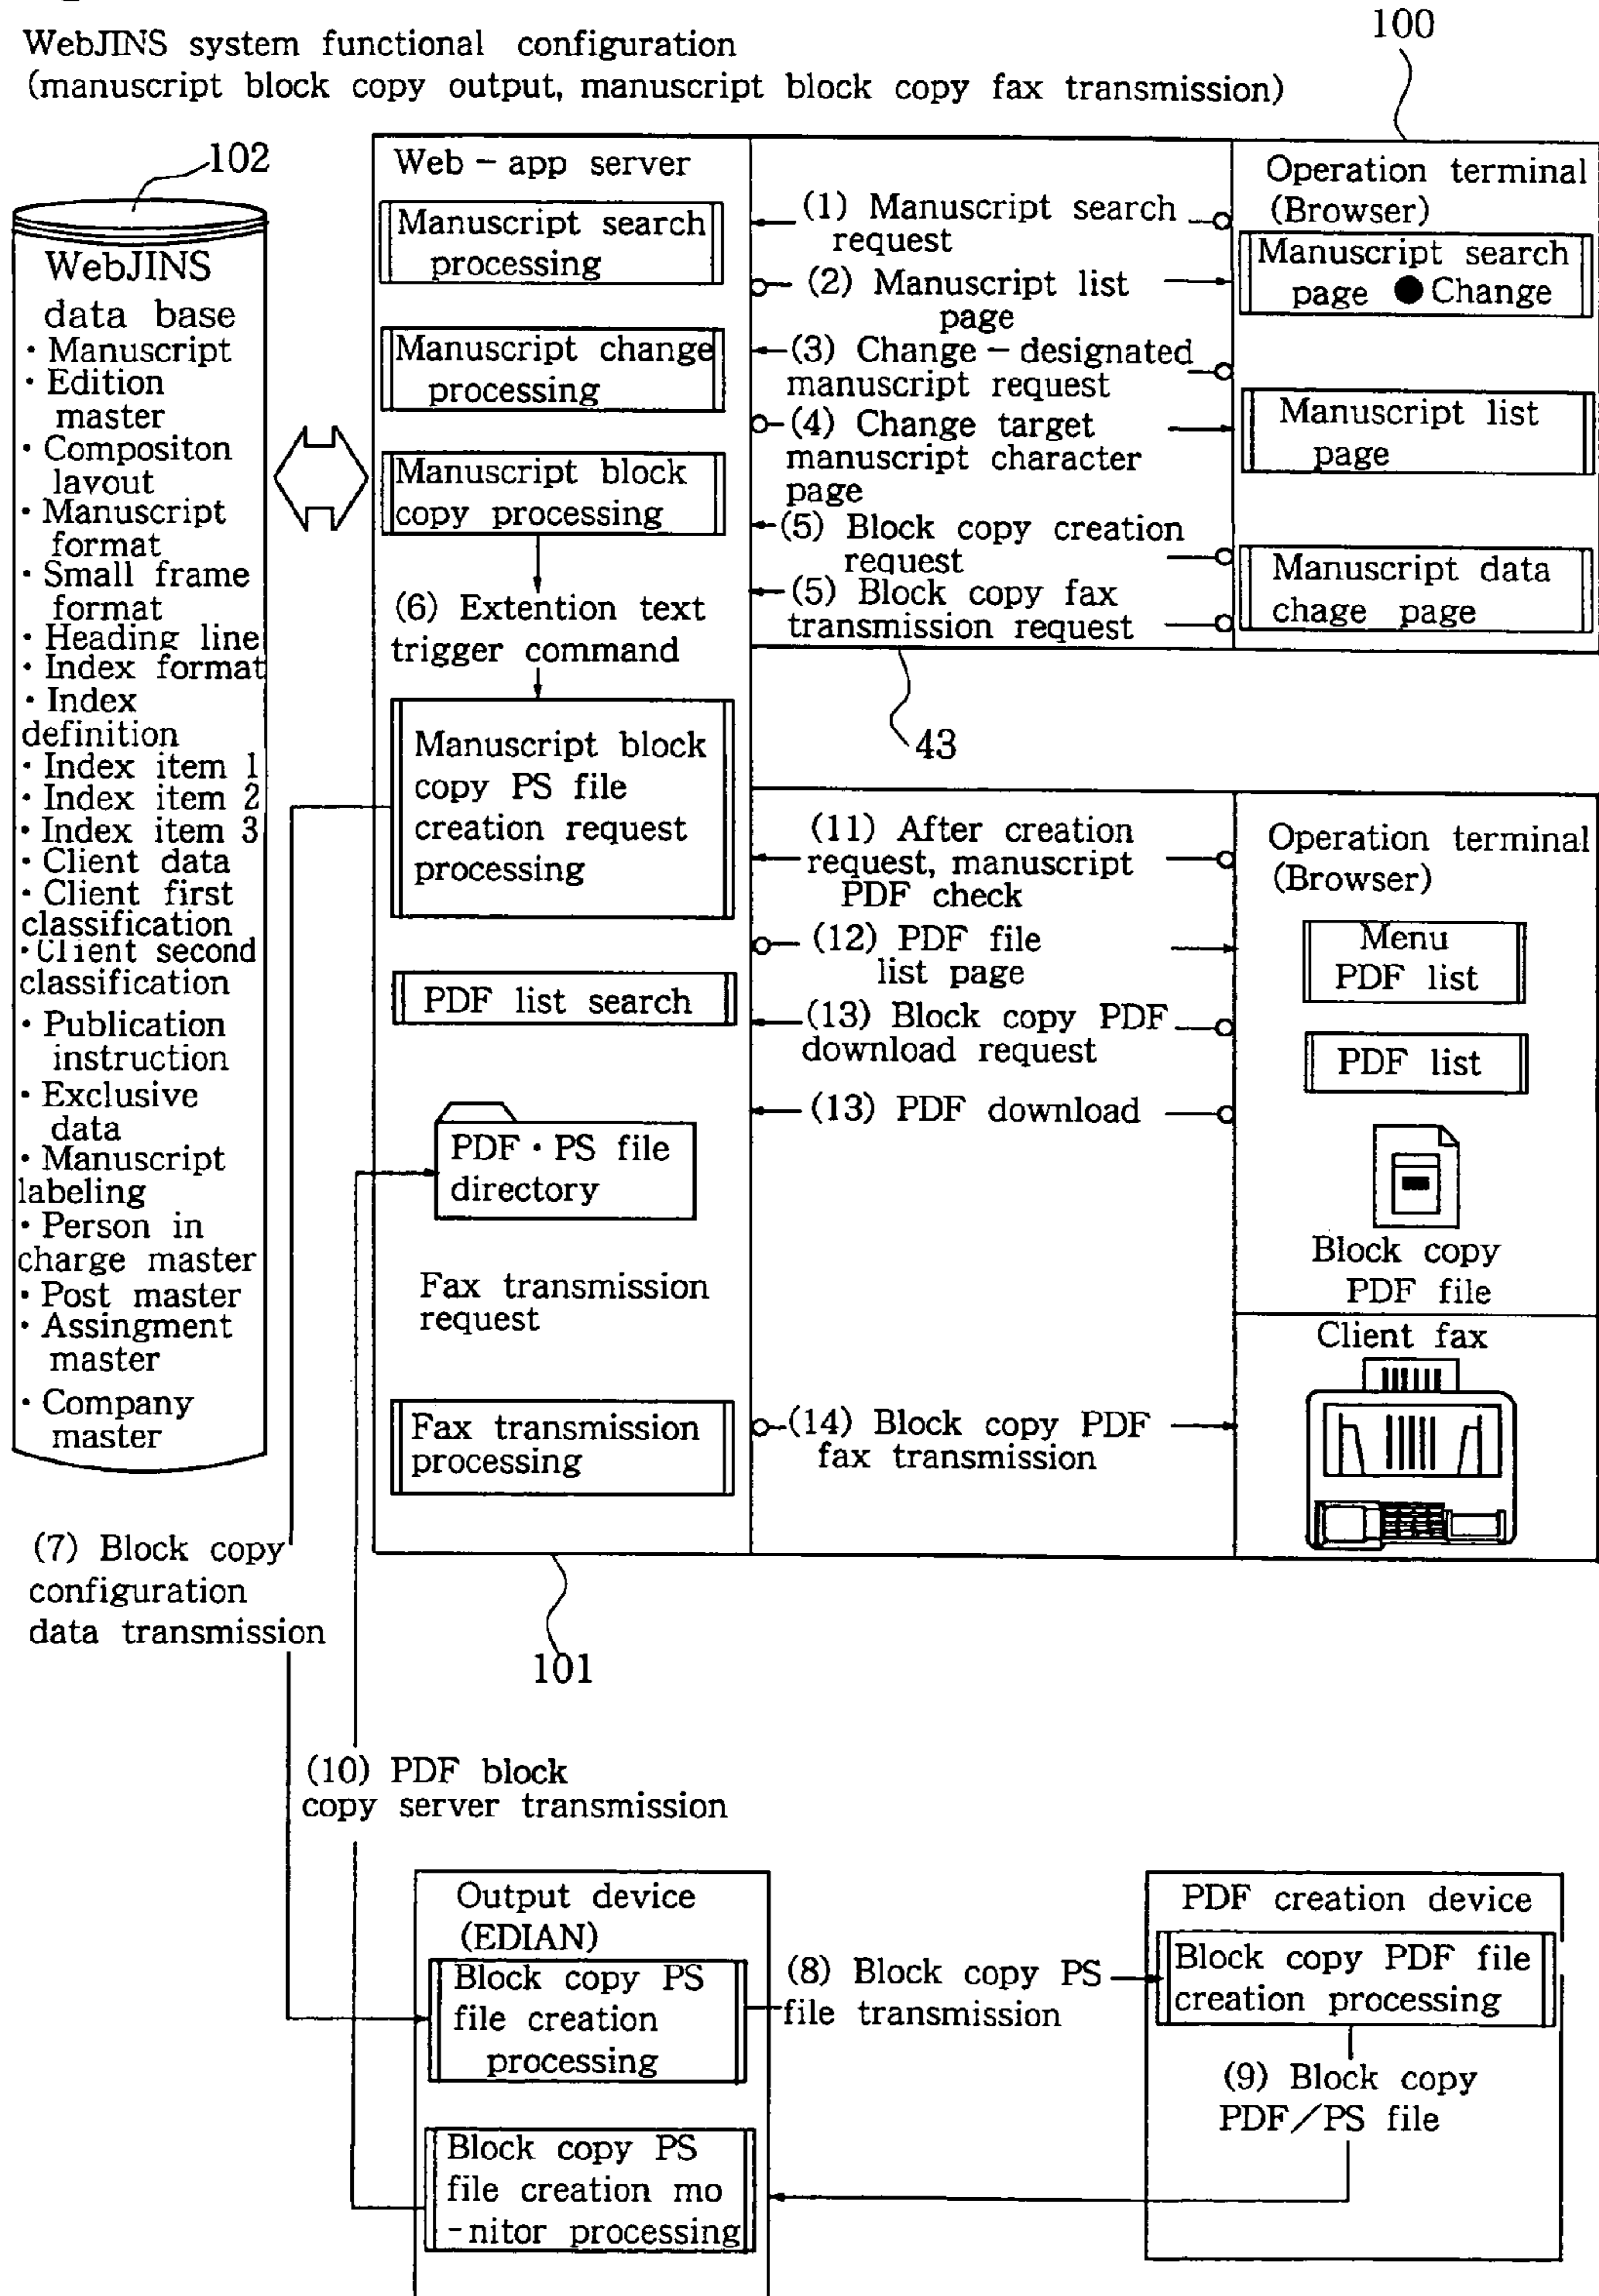 WebJINS system functional configuration
(manuscript block copy output, manuscript block copy fax transmission)
100
102
WebJINS
data base
・Manuscript
・Edition
master
・Compositon
lavout
・Manuscript
format
・Small frame
format
・Heading line
・Index format
・Index
definition
・Index item 1
・Index item 2
・Index item 3
・Client data
・Client first
classification
・Client second
classification
・Publication
instruction
・Exclusive
data
・Manuscript
labeling
・Person in
charge master
・Post master
・Assingment
master
・Company
master
Web－app server
Manuscript search
processing
Manuscript change
processing
Manuscript block
copy processing
(6) Extention text
trigger command
Manuscript block
copy PS file
creation request
processing
PDF list search
PDF・PS file
directory
Fax transmission
request
Fax transmission
processing
101
(1) Manuscript search
request
(2) Manuscript list
page
(3) Change－designated
manuscript request
(4) Change target
manuscript character
page
(5) Block copy creation
request
(5) Block copy fax
transmission request
43
Operation terminal
(Browser)
Manuscript search
page ●Change
Manuscript list
page
Manuscript data
chage page
(11) After creation
request, manuscript
PDF check
(12) PDF file
list page
(13) Block copy PDF
download request
(13) PDF download
(14) Block copy PDF
fax transmission
Operation terminal
(Browser)
Menu
PDF list
PDF list
Block copy
PDF file
Client fax
(7) Block copy
configuration
data transmission
(10) PDF block
copy server transmission
Output device
(EDIAN)
Block copy PS
file creation
processing
Block copy PS
file creation mo
-nitor processing
(8) Block copy PS
file transmission
PDF creation device
Block copy PDF file
creation processing
(9) Block copy
PDF／PS file